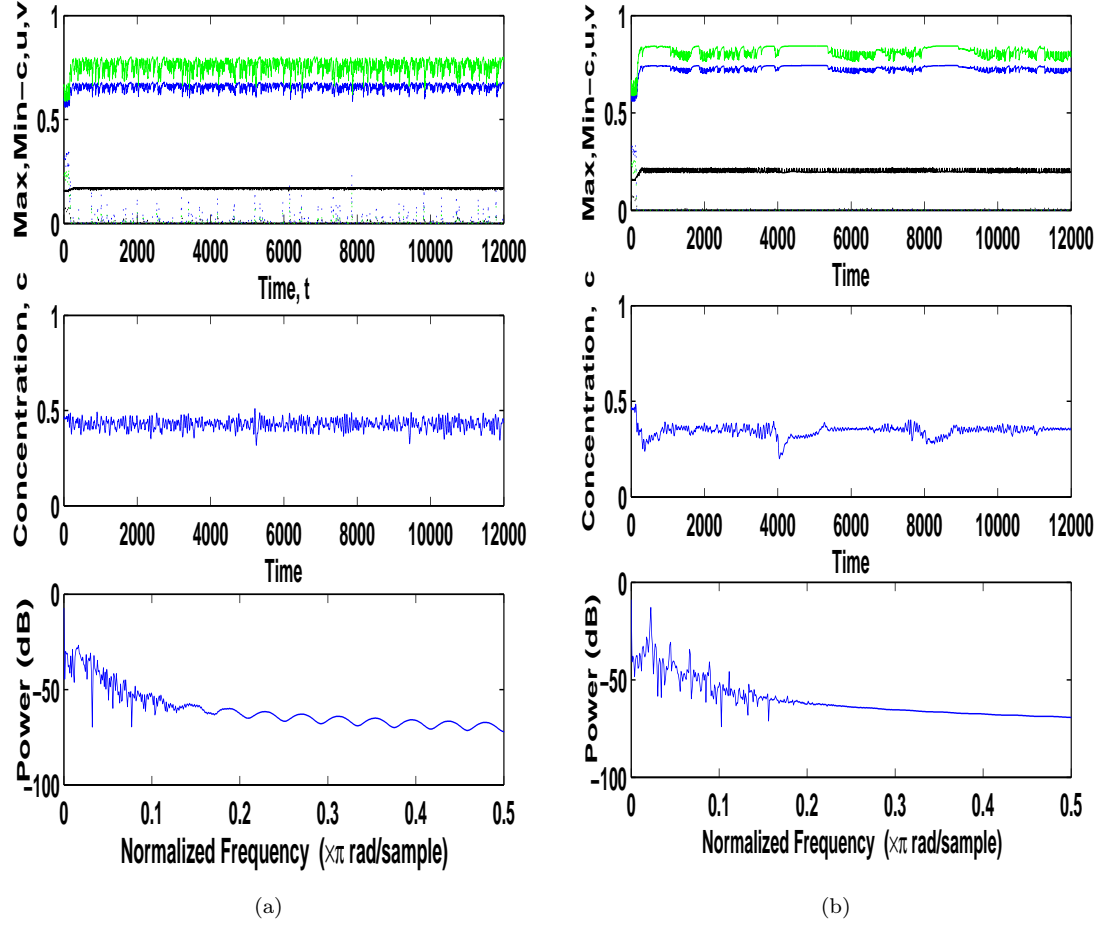 Max,Min-c,u,v
1
0.5
0
0 2000 4000 6000 8000 10000 12000
Time, t
Concentration, c
1
0.5
0
0 2000 4000 6000 8000 10000 12000
Time
Power (dB)
0
-50
-100
0 0.1 0.2 0.3 0.4 0.5
Normalized Frequency (×π rad/sample)
(a)
Max,Min-c,u,v
1
0.5
0
0 2000 4000 6000 8000 10000 12000
Time
Concentration, c
1
0.5
0
0 2000 4000 6000 8000 10000 12000
Time
Power (dB)
0
-50
-100
0 0.1 0.2 0.3 0.4 0.5
Normalized Frequency (×π rad/sample)
(b)